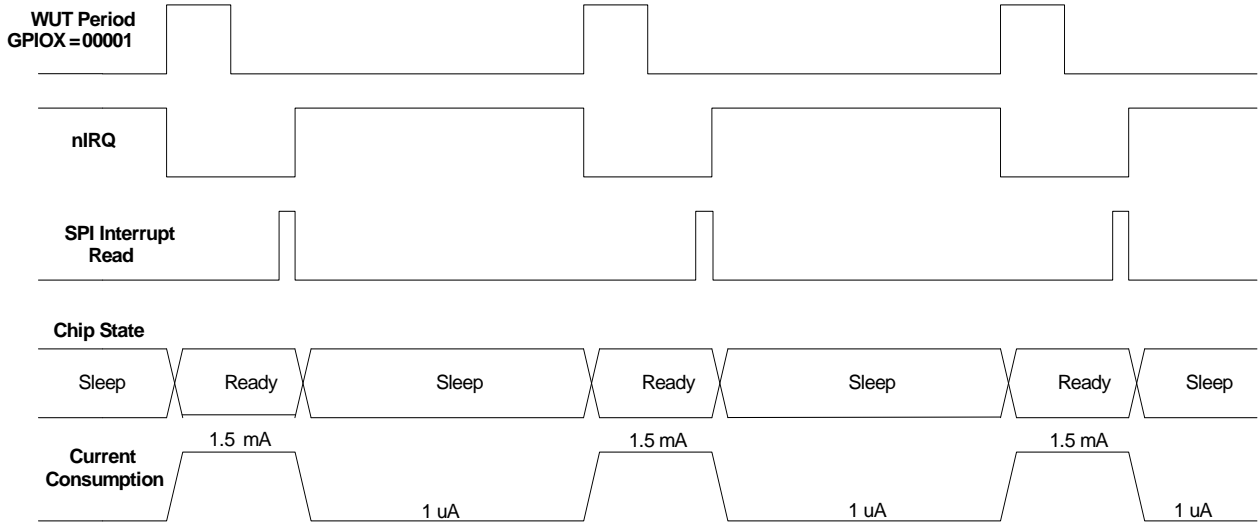 WUT Period
GPIOX = 00001
nIRQ
SPI Interrupt
Read
Chip State
Sleep Ready Sleep Ready Sleep Ready Sleep
1.5 mA 1.5 mA 1.5 mA
Current
Consumption
1 uA 1 uA 1 uA